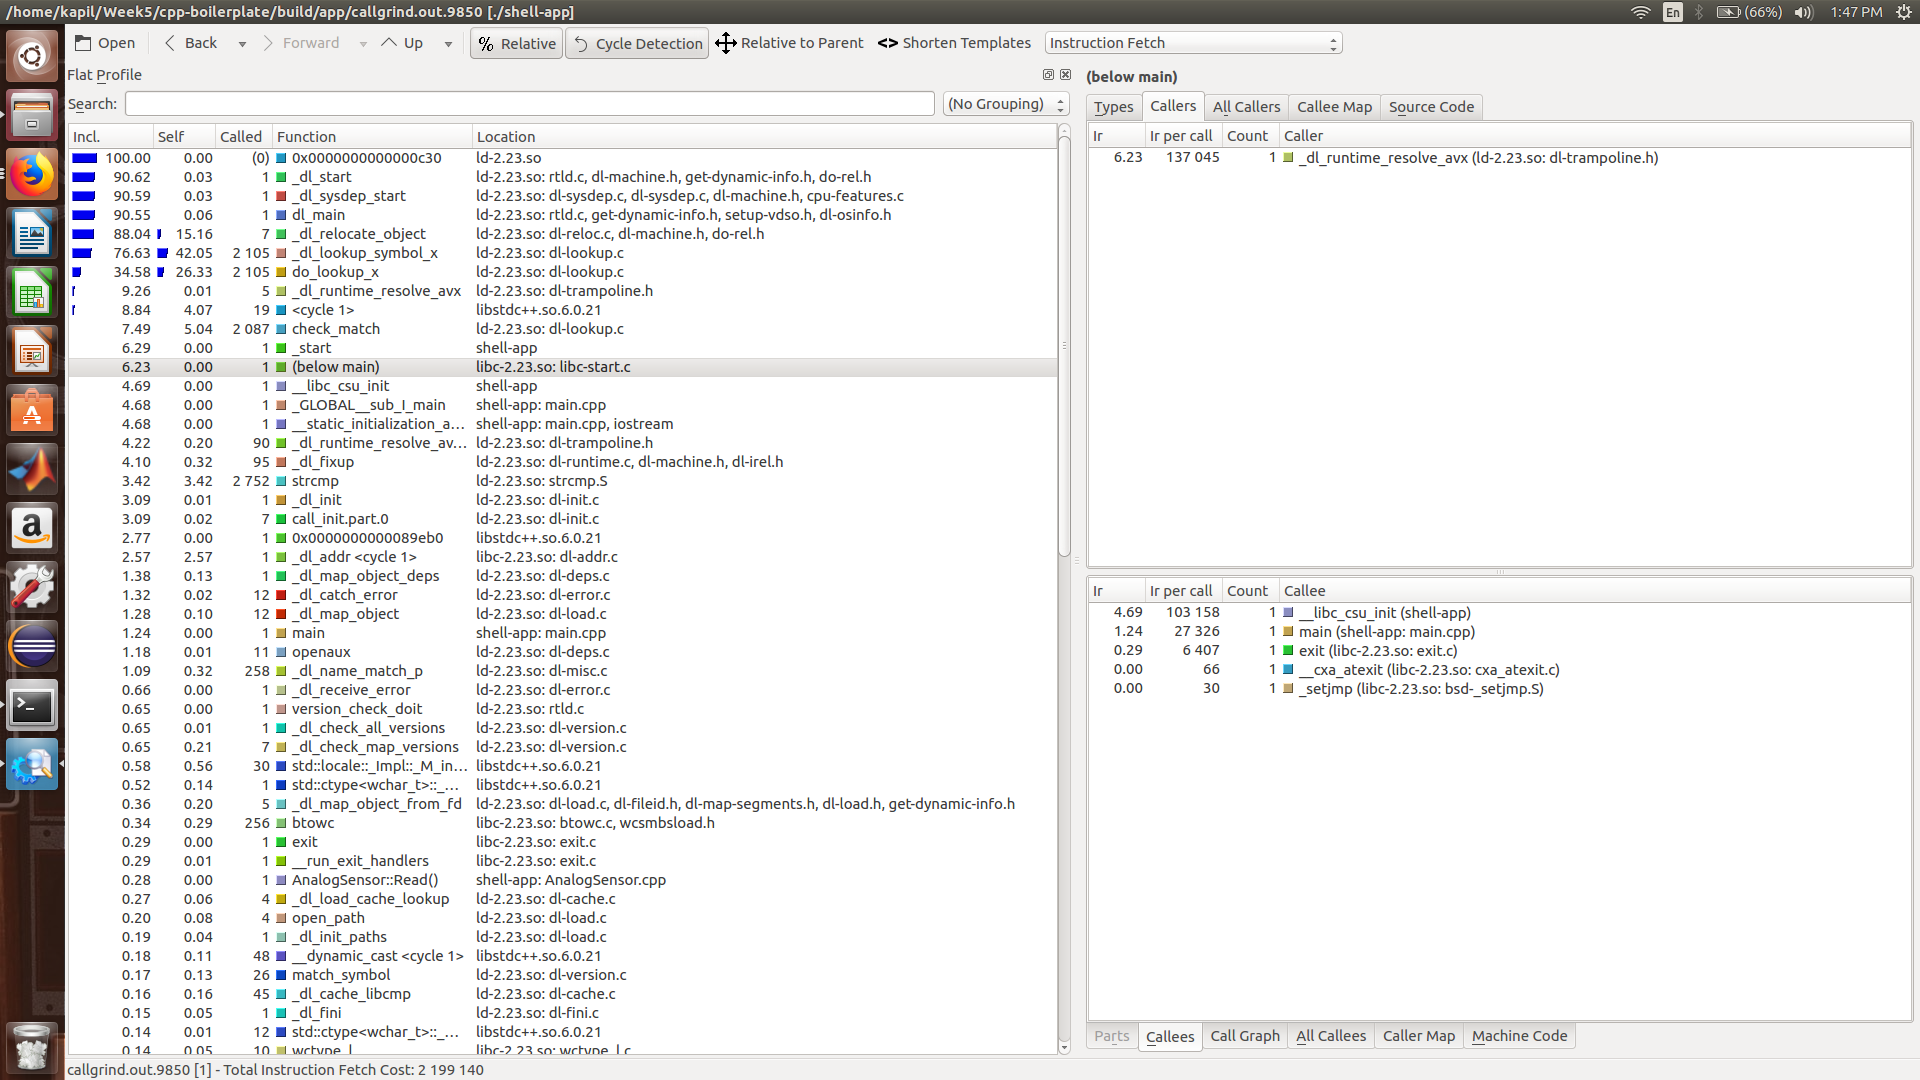 /home/kapil/Week5/cpp-boilerplate/build/app/callgrind.out.9850 [./shell-app]
En (66%) 1:47 PM
Open Back Forward Up % Relative Cycle Detection Relative to Parent <> Shorten Templates Instruction Fetch
Flat Profile
Search: (No Grouping)
Incl. Self Called Function Location
100.00 0.00 (0) 0x0000000000000c30 ld-2.23.so
90.62 0.03 1 _dl_start ld-2.23.so: rtld.c, dl-machine.h, get-dynamic-info.h, do-rel.h
90.59 0.03 1 _dl_sysdep_start ld-2.23.so: dl-sysdep.c, dl-sysdep.c, dl-machine.h, cpu-features.c
90.55 0.06 1 dl_main ld-2.23.so: rtld.c, get-dynamic-info.h, setup-vdso.h, dl-osinfo.h
88.04 15.16 7 _dl_relocate_object ld-2.23.so: dl-reloc.c, dl-machine.h, do-rel.h
76.63 42.05 2 105 _dl_lookup_symbol_x ld-2.23.so: dl-lookup.c
34.58 26.33 2 105 do_lookup_x ld-2.23.so: dl-lookup.c
9.26 0.01 5 _dl_runtime_resolve_avx ld-2.23.so: dl-trampoline.h
8.84 4.07 19 <cycle 1> libstdc++.so.6.0.21
7.49 5.04 2 087 check_match ld-2.23.so: dl-lookup.c
6.29 0.00 1 _start shell-app
6.23 0.00 1 (below main) libc-2.23.so: libc-start.c
4.69 0.00 1 __libc_csu_init shell-app
4.68 0.00 1 _GLOBAL__sub_I_main shell-app: main.cpp
4.68 0.00 1 __static_initialization_a... shell-app: main.cpp, iostream
4.22 0.20 90 _dl_runtime_resolve_av... ld-2.23.so: dl-trampoline.h
4.10 0.32 95 _dl_fixup ld-2.23.so: dl-runtime.c, dl-machine.h, dl-irel.h
3.42 3.42 2 752 strcmp ld-2.23.so: strcmp.S
3.09 0.01 1 _dl_init ld-2.23.so: dl-init.c
3.09 0.02 7 call_init.part.0 ld-2.23.so: dl-init.c
2.77 0.00 1 0x0000000000089eb0 libstdc++.so.6.0.21
2.57 2.57 1 _dl_addr <cycle 1> libc-2.23.so: dl-addr.c
1.38 0.13 1 _dl_map_object_deps ld-2.23.so: dl-deps.c
1.32 0.02 12 _dl_catch_error ld-2.23.so: dl-error.c
1.28 0.10 12 _dl_map_object ld-2.23.so: dl-load.c
1.24 0.00 1 main shell-app: main.cpp
1.18 0.01 11 openaux ld-2.23.so: dl-deps.c
1.09 0.32 258 _dl_name_match_p ld-2.23.so: dl-misc.c
0.66 0.00 1 _dl_receive_error ld-2.23.so: dl-error.c
0.65 0.00 1 version_check_doit ld-2.23.so: rtld.c
0.65 0.01 1 _dl_check_all_versions ld-2.23.so: dl-version.c
0.65 0.21 7 _dl_check_map_versions ld-2.23.so: dl-version.c
0.58 0.56 30 std::locale::_Impl::_M_in... libstdc++.so.6.0.21
0.52 0.14 1 std::ctype<wchar_t>::_... libstdc++.so.6.0.21
0.36 0.20 5 _dl_map_object_from_fd ld-2.23.so: dl-load.c, dl-fileid.h, dl-map-segments.h, dl-load.h, get-dynamic-info.h
0.34 0.29 256 btowc libc-2.23.so: btowc.c, wcsmbsload.h
0.29 0.00 1 exit libc-2.23.so: exit.c
0.29 0.01 1 __run_exit_handlers libc-2.23.so: exit.c
0.28 0.00 1 AnalogSensor::Read() shell-app: AnalogSensor.cpp
0.27 0.06 4 _dl_load_cache_lookup ld-2.23.so: dl-cache.c
0.20 0.08 4 open_path ld-2.23.so: dl-load.c
0.19 0.04 1 _dl_init_paths ld-2.23.so: dl-load.c
0.18 0.11 48 __dynamic_cast <cycle 1> libstdc++.so.6.0.21
0.17 0.13 26 match_symbol ld-2.23.so: dl-version.c
0.16 0.16 45 _dl_cache_libcmp ld-2.23.so: dl-cache.c
0.15 0.05 1 _dl_fini ld-2.23.so: dl-fini.c
0.14 0.01 12 std::ctype<wchar_t>::_... libstdc++.so.6.0.21
0.14 0.05 10 wctype_l libc-2.23.so: wctype_l.c
callgrind.out.9850 [1] - Total Instruction Fetch Cost: 2 199 140
(below main)
Types Callers All Callers Callee Map Source Code
Ir Ir per call Count Caller
6.23 137 045 1 _dl_runtime_resolve_avx (ld-2.23.so: dl-trampoline.h)
Ir Ir per call Count Callee
4.69 103 158 1 __libc_csu_init (shell-app)
1.24 27 326 1 main (shell-app: main.cpp)
0.29 6 407 1 exit (libc-2.23.so: exit.c)
0.00 66 1 __cxa_atexit (libc-2.23.so: cxa_atexit.c)
0.00 30 1 _setjmp (libc-2.23.so: bsd-_setjmp.S)
Parts Callees Call Graph All Callees Caller Map Machine Code